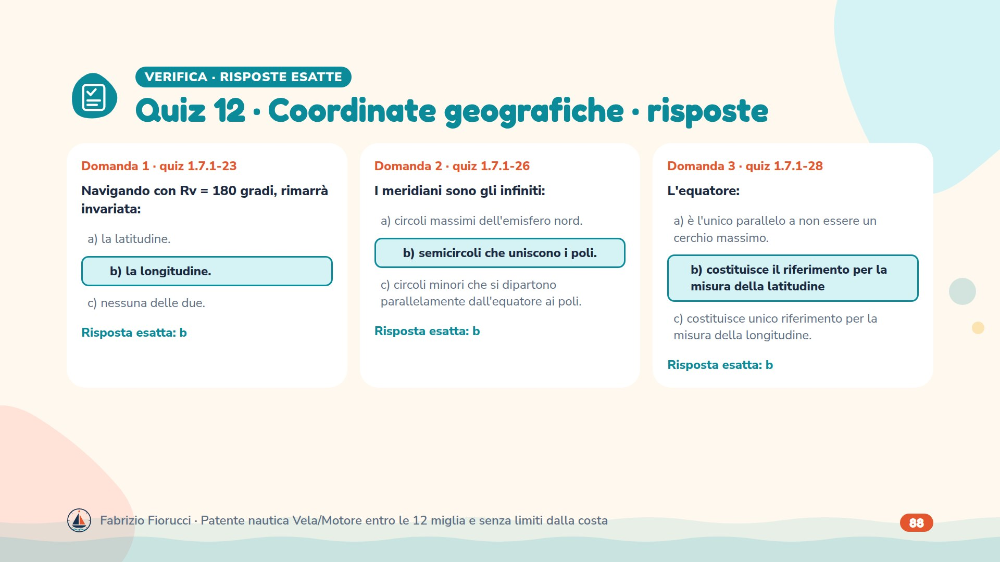 VERIFICA · RISPOSTE ESATTE
Quiz 12 · Coordinate geografiche · risposte
Domanda 1 · quiz 1.7.1-23
Navigando con Rv = 180 gradi, rimarrà
invariata:
a) la latitudine.
b) la longitudine.
c) nessuna delle due.
Risposta esatta: b
Domanda 2 · quiz 1.7.1-26
I meridiani sono gli infiniti:
a) circoli massimi dell'emisfero nord.
b) semicircoli che uniscono i poli.
c) circoli minori che si dipartono
parallelamente dall'equatore ai poli.
Risposta esatta: b
Domanda 3 · quiz 1.7.1-28
L'equatore:
a) è l'unico parallelo a non essere un
cerchio massimo.
b) costituisce il riferimento per la
misura della latitudine
c) costituisce unico riferimento per la
misura della longitudine.
Risposta esatta: b
Fabrizio Fiorucci · Patente nautica Vela/Motore entro le 12 miglia e senza limiti dalla costa
88